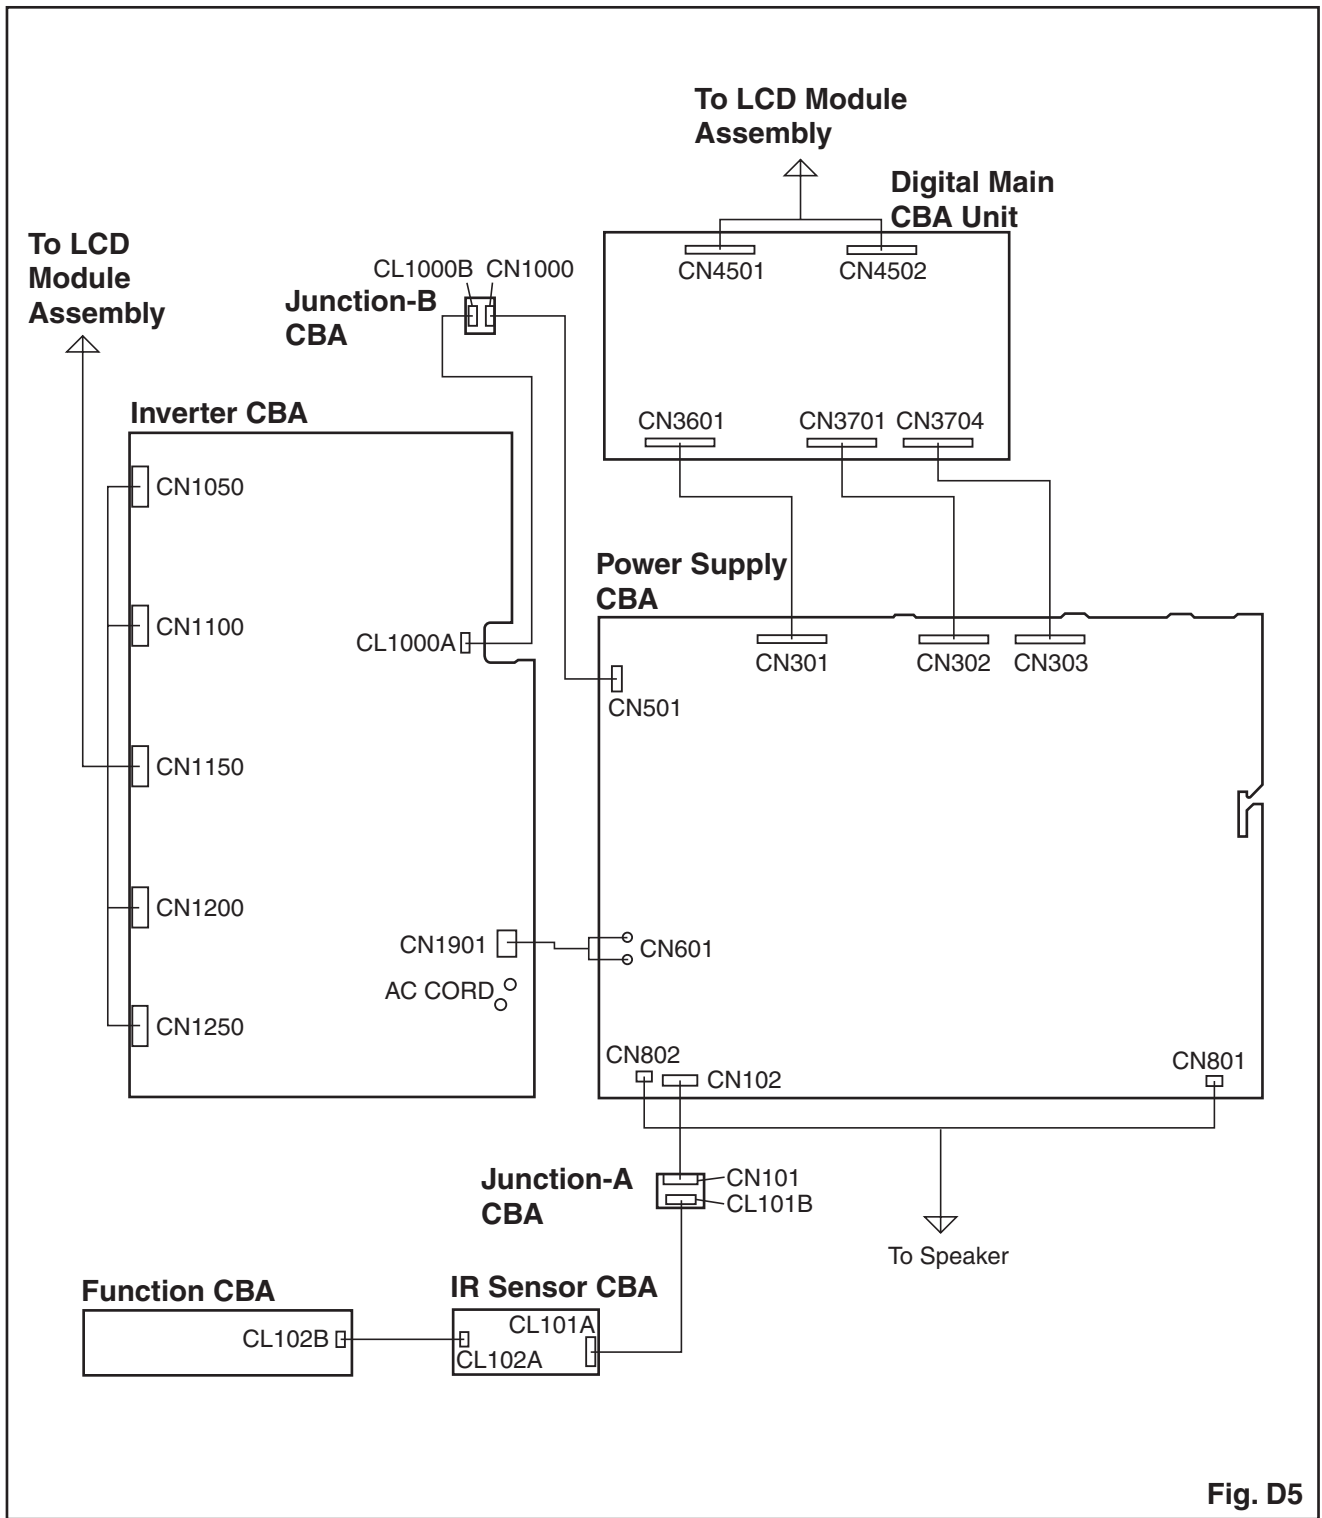 To LCD Module
Assembly
Digital Main
CBA Unit
To LCD
Module
Assembly
CL1000B
CN1000
Junction-B
CBA
CN4501
CN4502
Inverter CBA
CN3601
CN3701
CN3704
CN1050
Power Supply
CBA
CN1100
CL1000A
CN301
CN302
CN303
CN501
CN1150
CN1200
CN1901
CN601
AC CORD
CN1250
CN802
CN102
CN801
Junction-A
CBA
CN101
CL101B
To Speaker
Function CBA
IR Sensor CBA
CL102B
CL101A
CL102A
Fig. D5